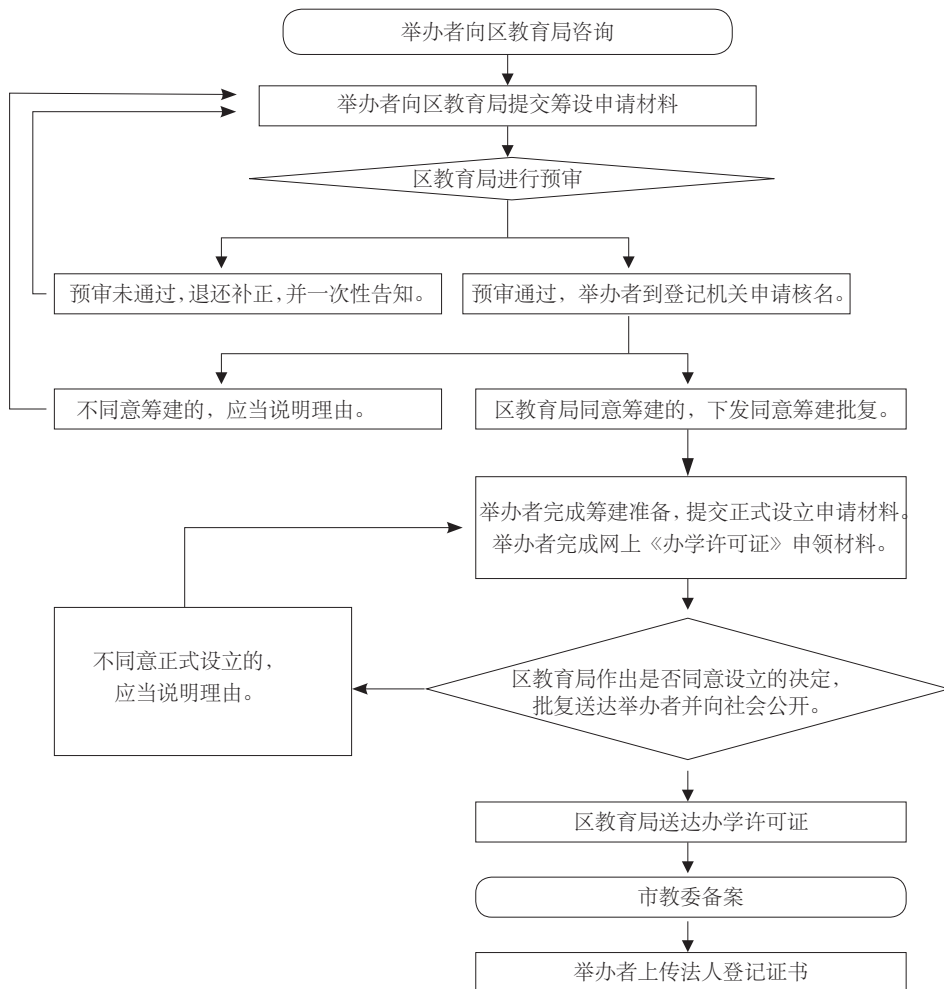 举办者向区教育局咨询
举办者向区教育局提交筹设申请材料
区教育局进行预审
预审未通过，退还补正，并一次性告知。
预审通过，举办者到登记机关申请核名。
不同意筹建的，应当说明理由。
区教育局同意筹建的，下发同意筹建批复。
举办者完成筹建准备，提交正式设立申请材料。
举办者完成网上《办学许可证》申领材料。
不同意正式设立的，
应当说明理由。
区教育局作出是否同意设立的决定，
批复送达举办者并向社会公开。
区教育局送达办学许可证
市教委备案
举办者上传法人登记证书